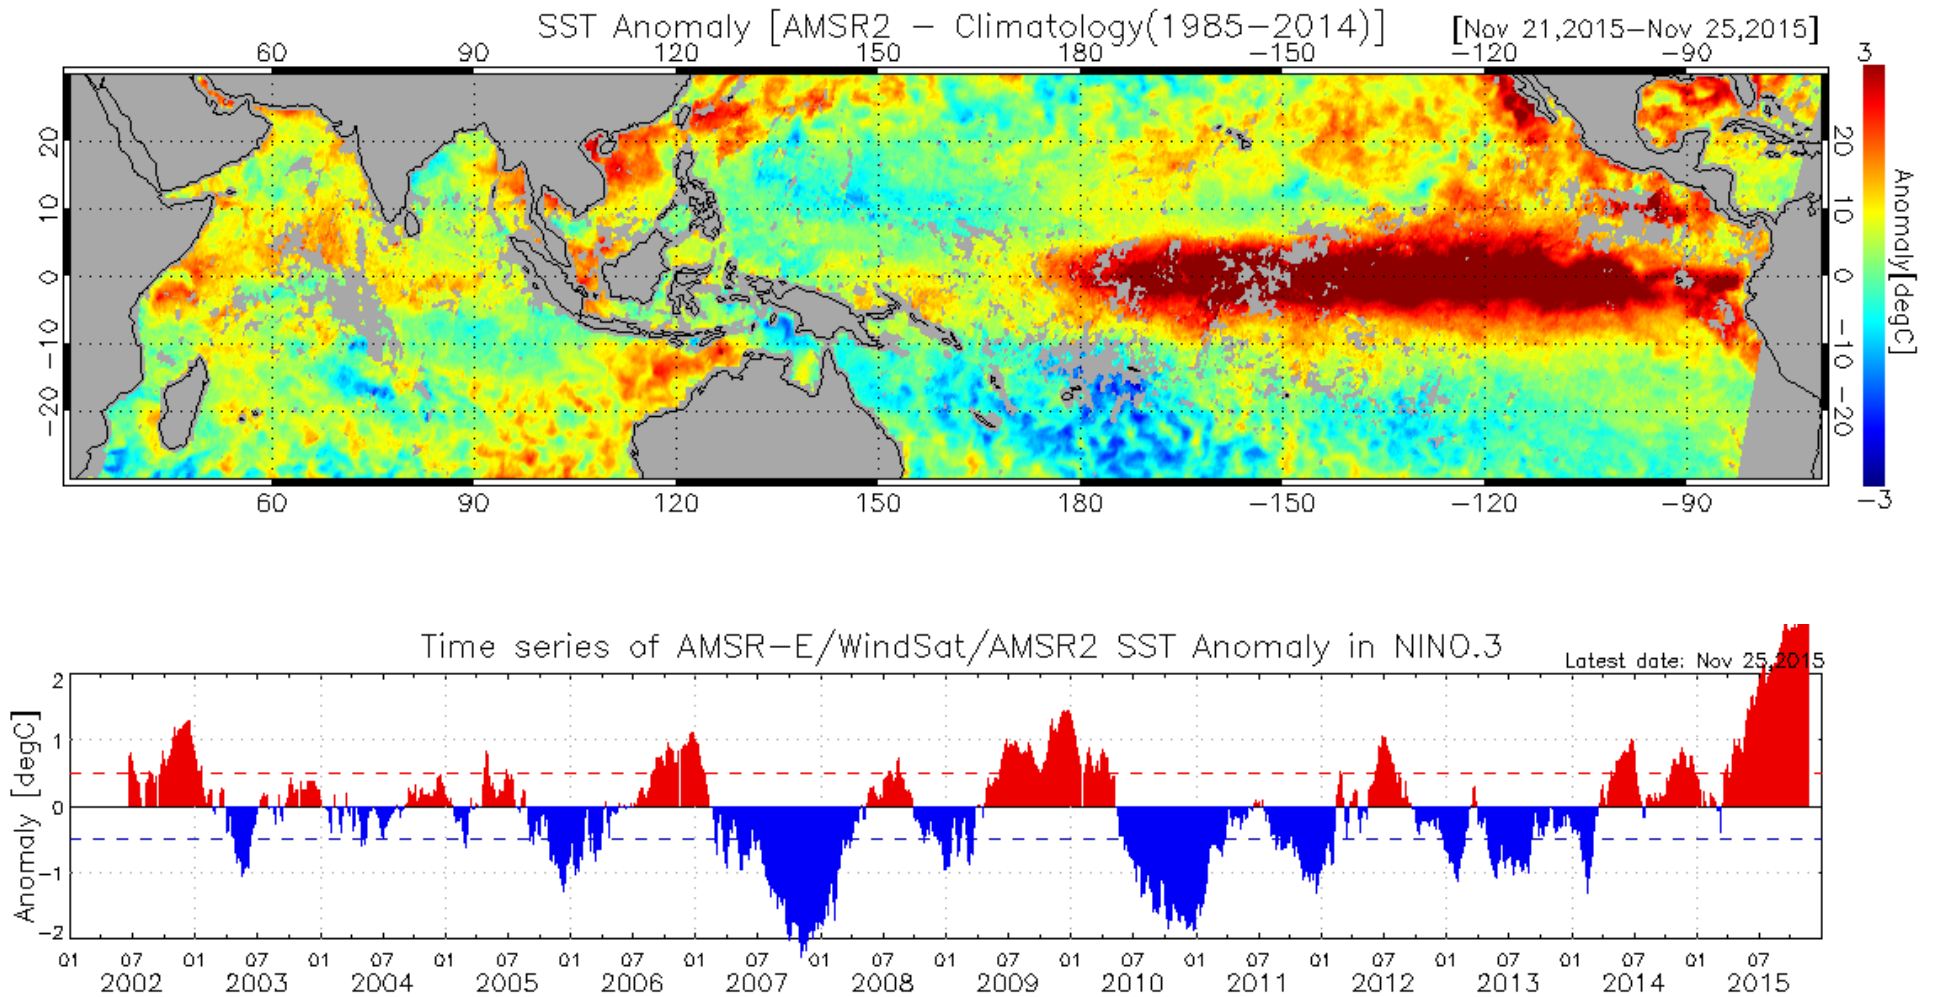 SST Anomaly [AMSR2 − Climatology(1985−2014)]
[Nov 21,2015−Nov 25,2015]
60 90 120 150 180 −150 −120 −90 3
20 20
10 10
0 0
−10 −10
−20 −20
Anomaly[degC]
60 90 120 150 180 −150 −120 −90 −3
Time series of AMSR−E/WindSat/AMSR2 SST Anomaly in NINO.3
Latest date: Nov 25,2015
Anomaly [degC]
2
1
0
−1
−2
01 07 01 07 01 07 01 07 01 07 01 07 01 07 01 07 01 07 01 07 01 07 01 07 01 07 01 07
2002 2003 2004 2005 2006 2007 2008 2009 2010 2011 2012 2013 2014 2015